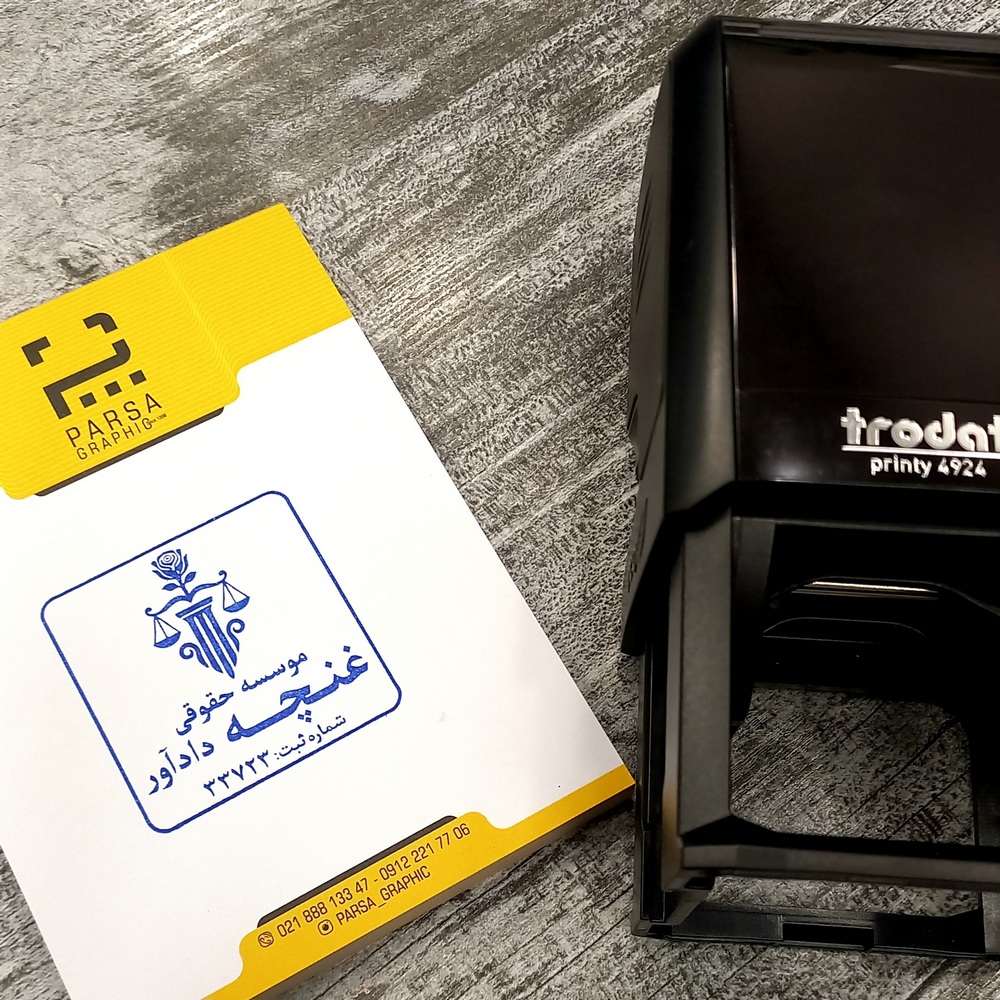 PARSA
GRAPHIC
موسسه حقوقی
غنچه دادآور
شماره ثبت: ۳۳۷۲۳
021 888 133 47 - 0912 221 77 06
PARSA_GRAPHIC
trodat
printy 4924